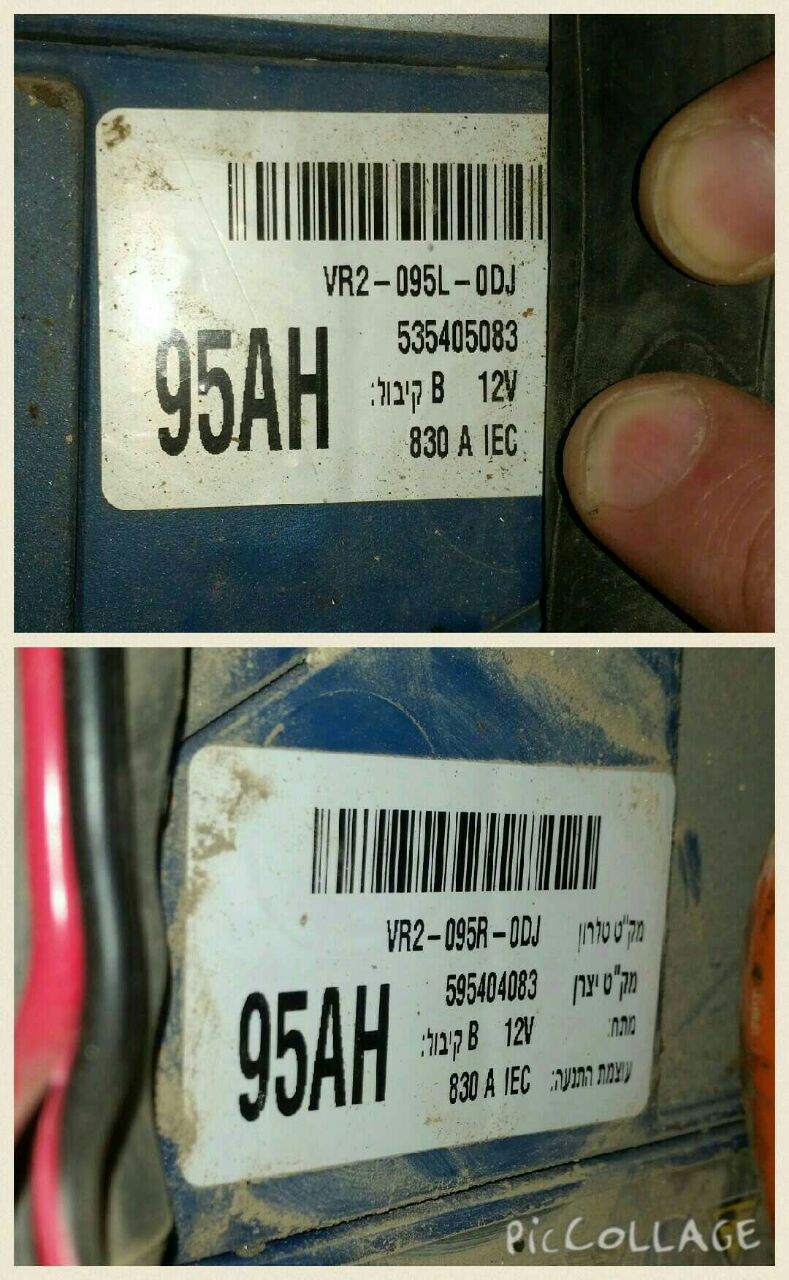 VR2-095L-0DJ
535405083
95AH
קיבול: B 12V
830 A IEC
VR2-095R-0DJ מק"ט טלרון
מק"ט יצרן 595404083
95AH
מתח: 12V B קיבול:
עוצמת התנעה: 830 A IEC
PicCOLLAGE